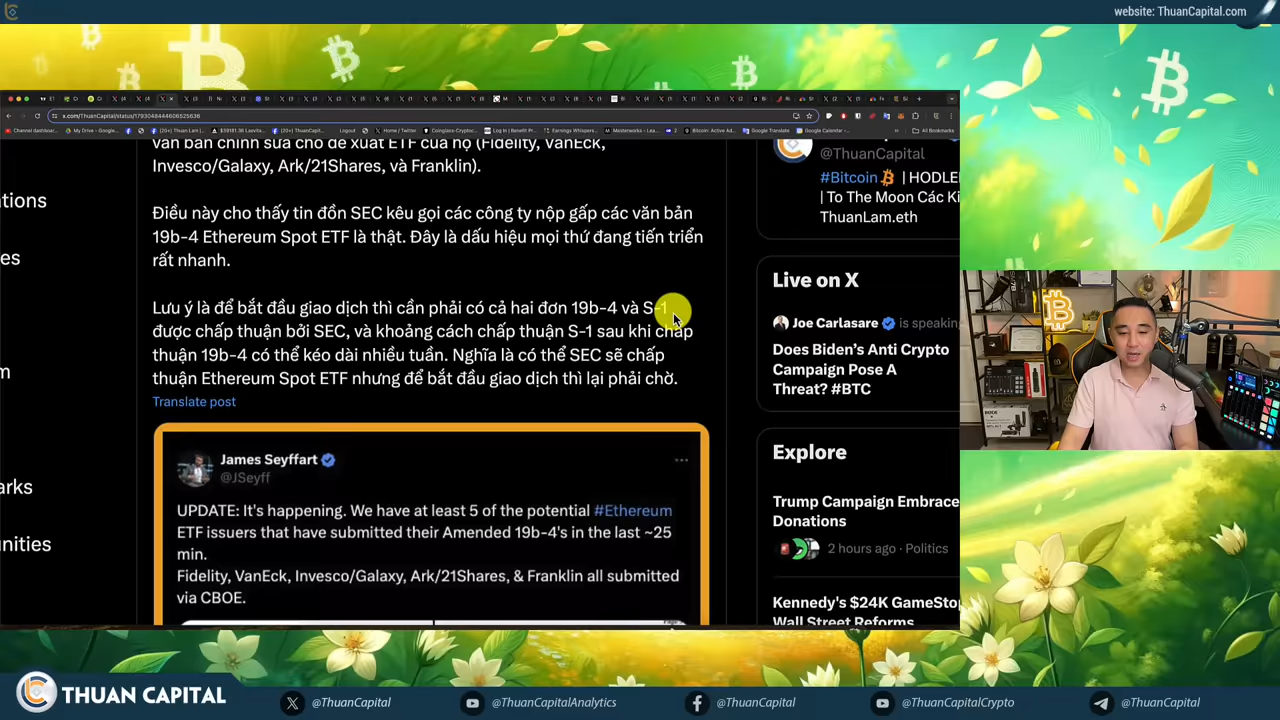 website: ThuanCapital.com
x.com/ThuanCapital/status/1793048444606525636
văn bản chỉnh sửa cho đề xuất ETF của họ (Fidelity, VanEck,
Invesco/Galaxy, Ark/21Shares, và Franklin).
Điều này cho thấy tin đồn SEC kêu gọi các công ty nộp gấp các văn bản
19b-4 Ethereum Spot ETF là thật. Đây là dấu hiệu mọi thứ đang tiến triển
rất nhanh.
Lưu ý là để bắt đầu giao dịch thì cần phải có cả hai đơn 19b-4 và S-1
được chấp thuận bởi SEC, và khoảng cách chấp thuận S-1 sau khi chấp
thuận 19b-4 có thể kéo dài nhiều tuần. Nghĩa là có thể SEC sẽ chấp
thuận Ethereum Spot ETF nhưng để bắt đầu giao dịch thì lại phải chờ.
Translate post
James Seyffart
@JSeyff
UPDATE: It's happening. We have at least 5 of the potential #Ethereum
ETF issuers that have submitted their Amended 19b-4's in the last ~25
min.
Fidelity, VanEck, Invesco/Galaxy, Ark/21Shares, & Franklin all submitted
via CBOE.
@ThuanCapital
#Bitcoin | HODLE
| To The Moon Các Ki
ThuanLam.eth
Live on X
Joe Carlasare is speaking
Does Biden's Anti Crypto
Campaign Pose A
Threat? #BTC
Explore
Trump Campaign Embrace
Donations
2 hours ago · Politics
Kennedy's $24K GameStop
Wall Street Reforms
THUAN CAPITAL
@ThuanCapital
@ThuanCapitalAnalytics
@ThuanCapital
@ThuanCapitalCrypto
@ThuanCapital